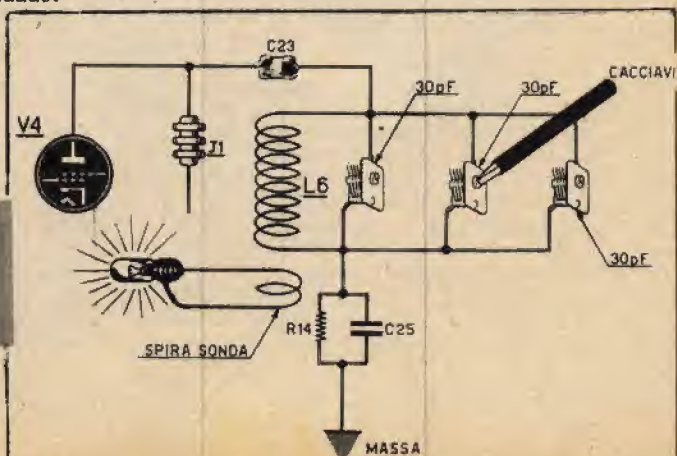 C23
30pF
30pF
CACCIAVI
V4
J1
L6
30pF
SPIRA SONDA
R14
C25
MASSA